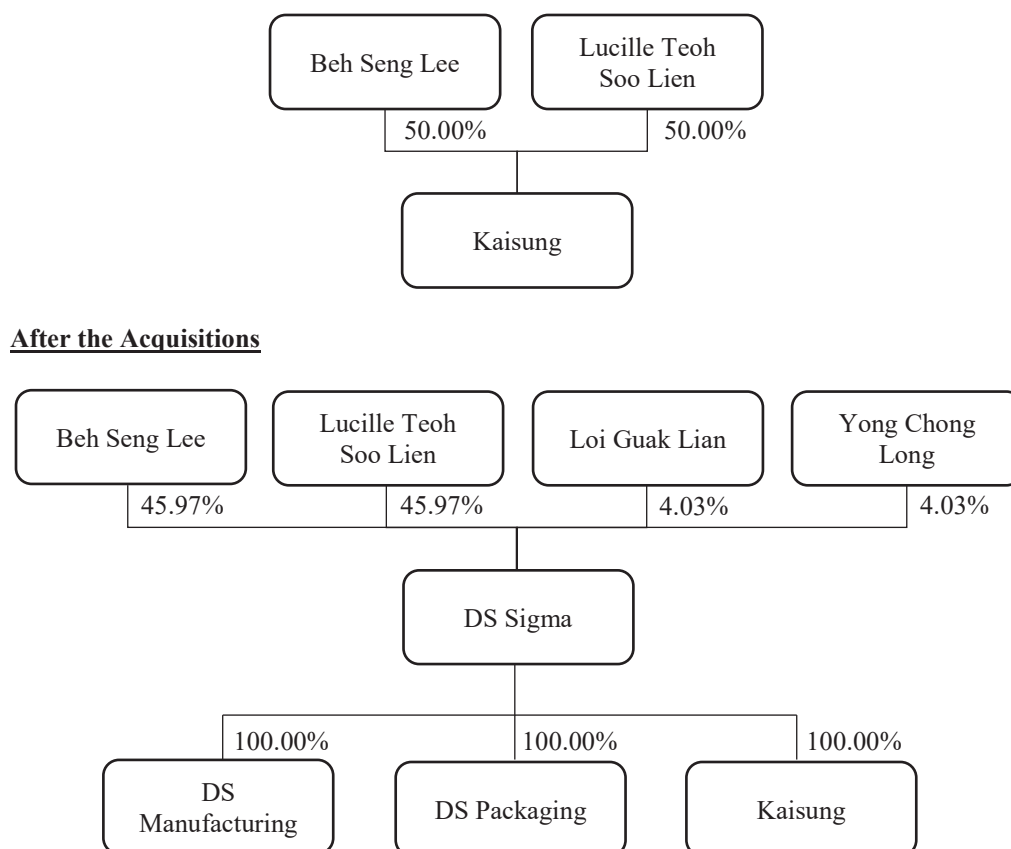 Beh Seng Lee
Lucille Teoh
Soo Lien
50.00%
50.00%
Kaisung
After the Acquisitions
Beh Seng Lee
Lucille Teoh
Soo Lien
Loi Guak Lian
Yong Chong
Long
45.97%
45.97%
4.03%
4.03%
DS Sigma
100.00%
100.00%
100.00%
DS
Manufacturing
DS Packaging
Kaisung